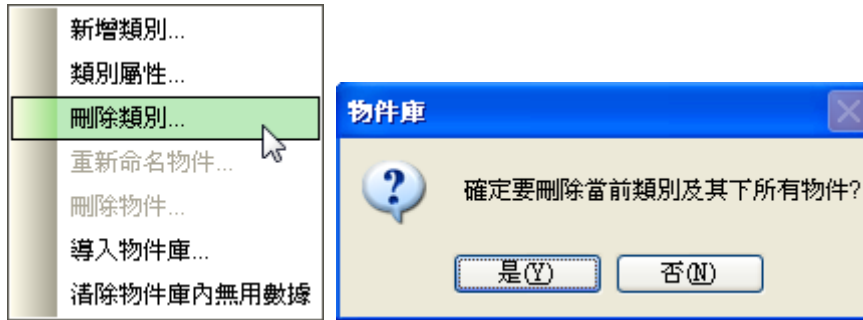 新增類別...
類別屬性...
刪除類別...
重新命名物件...
刪除物件...
導入物件庫...
清除物件庫內無用數據
物件庫
確定要刪除當前類別及其下所有物件?
是(Y)
否(N)